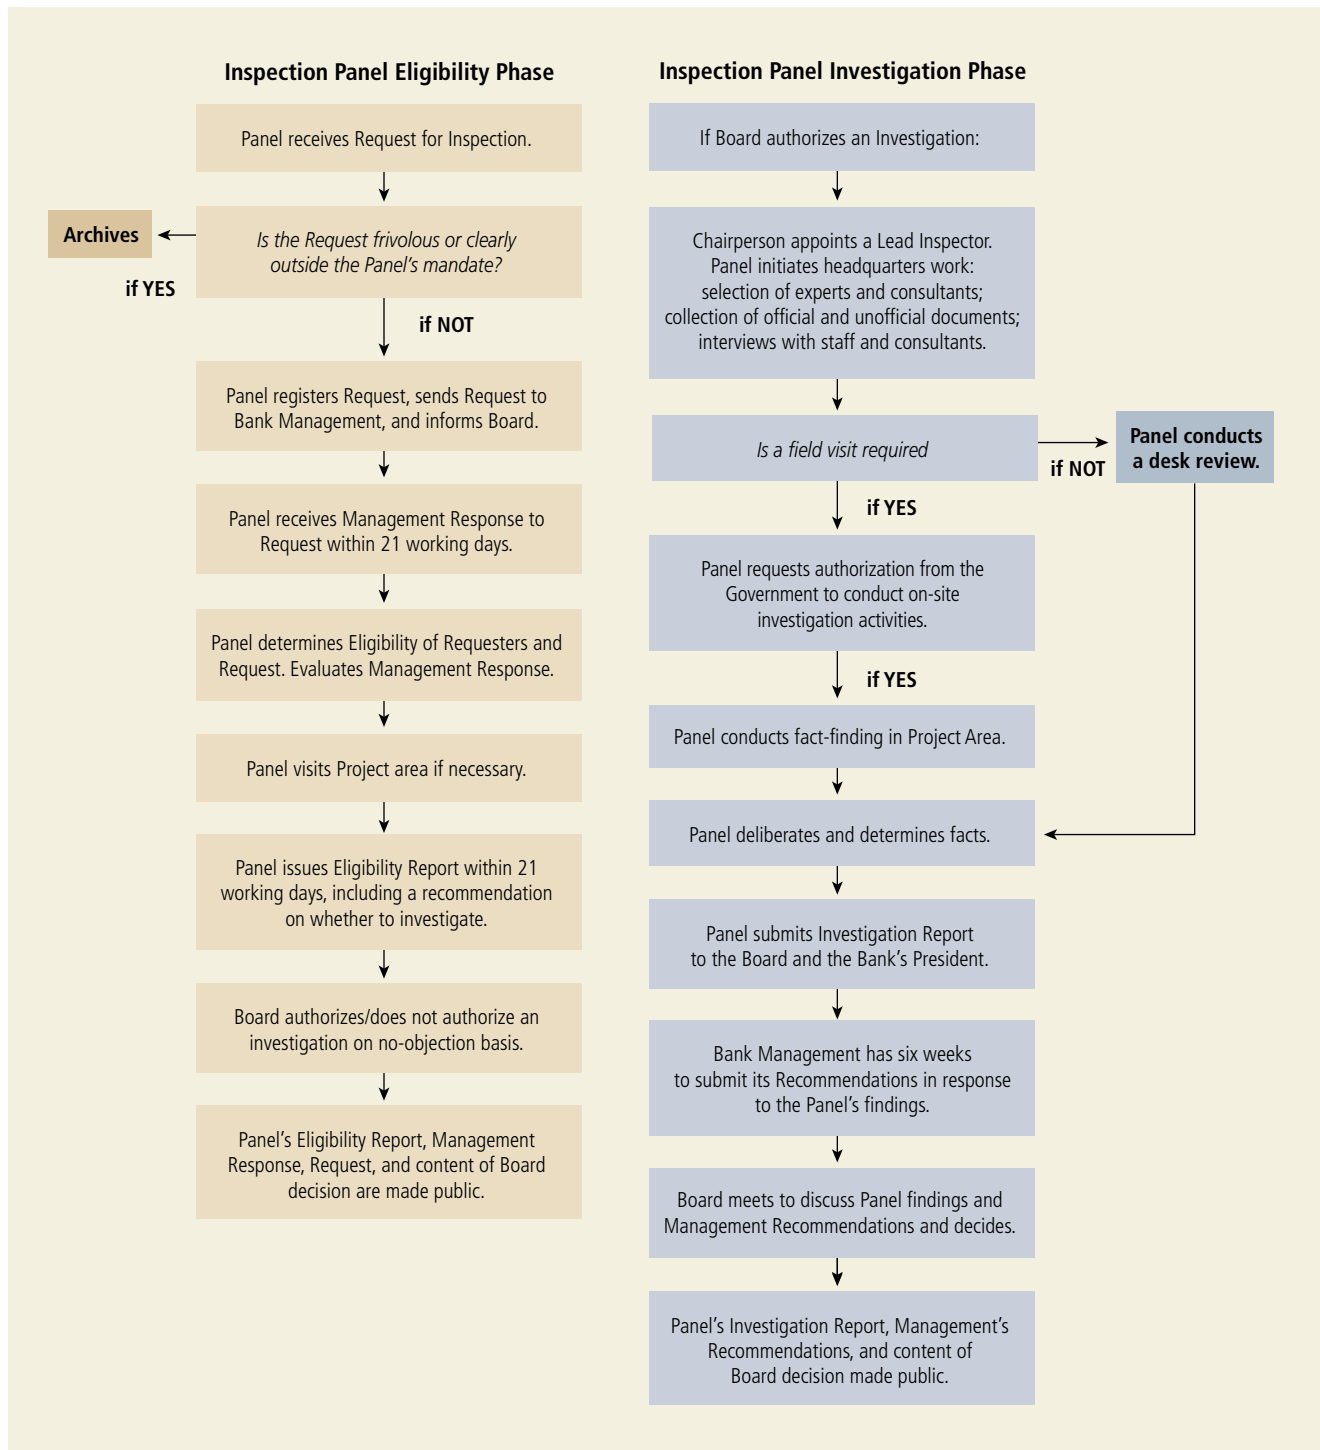 Inspection Panel Eligibility Phase
Panel receives Request for Inspection.
Archives
if YES
Is the Request frivolous or clearly
outside the Panel's mandate?
if NOT
Panel registers Request, sends Request to
Bank Management, and informs Board.
Panel receives Management Response to
Request within 21 working days.
Panel determines Eligibility of Requesters and
Request. Evaluates Management Response.
Panel visits Project area if necessary.
Panel issues Eligibility Report within 21
working days, including a recommendation
on whether to investigate.
Board authorizes/does not authorize an
investigation on no-objection basis.
Panel's Eligibility Report, Management
Response, Request, and content of Board
decision are made public.
Inspection Panel Investigation Phase
If Board authorizes an Investigation:
Chairperson appoints a Lead Inspector.
Panel initiates headquarters work:
selection of experts and consultants;
collection of official and unofficial documents;
interviews with staff and consultants.
Is a field visit required
if NOT
Panel conducts
a desk review.
if YES
Panel requests authorization from the
Government to conduct on-site
investigation activities.
if YES
Panel conducts fact-finding in Project Area.
Panel deliberates and determines facts.
Panel submits Investigation Report
to the Board and the Bank's President.
Bank Management has six weeks
to submit its Recommendations in response
to the Panel's findings.
Board meets to discuss Panel findings and
Management Recommendations and decides.
Panel's Investigation Report, Management's
Recommendations, and content of
Board decision made public.